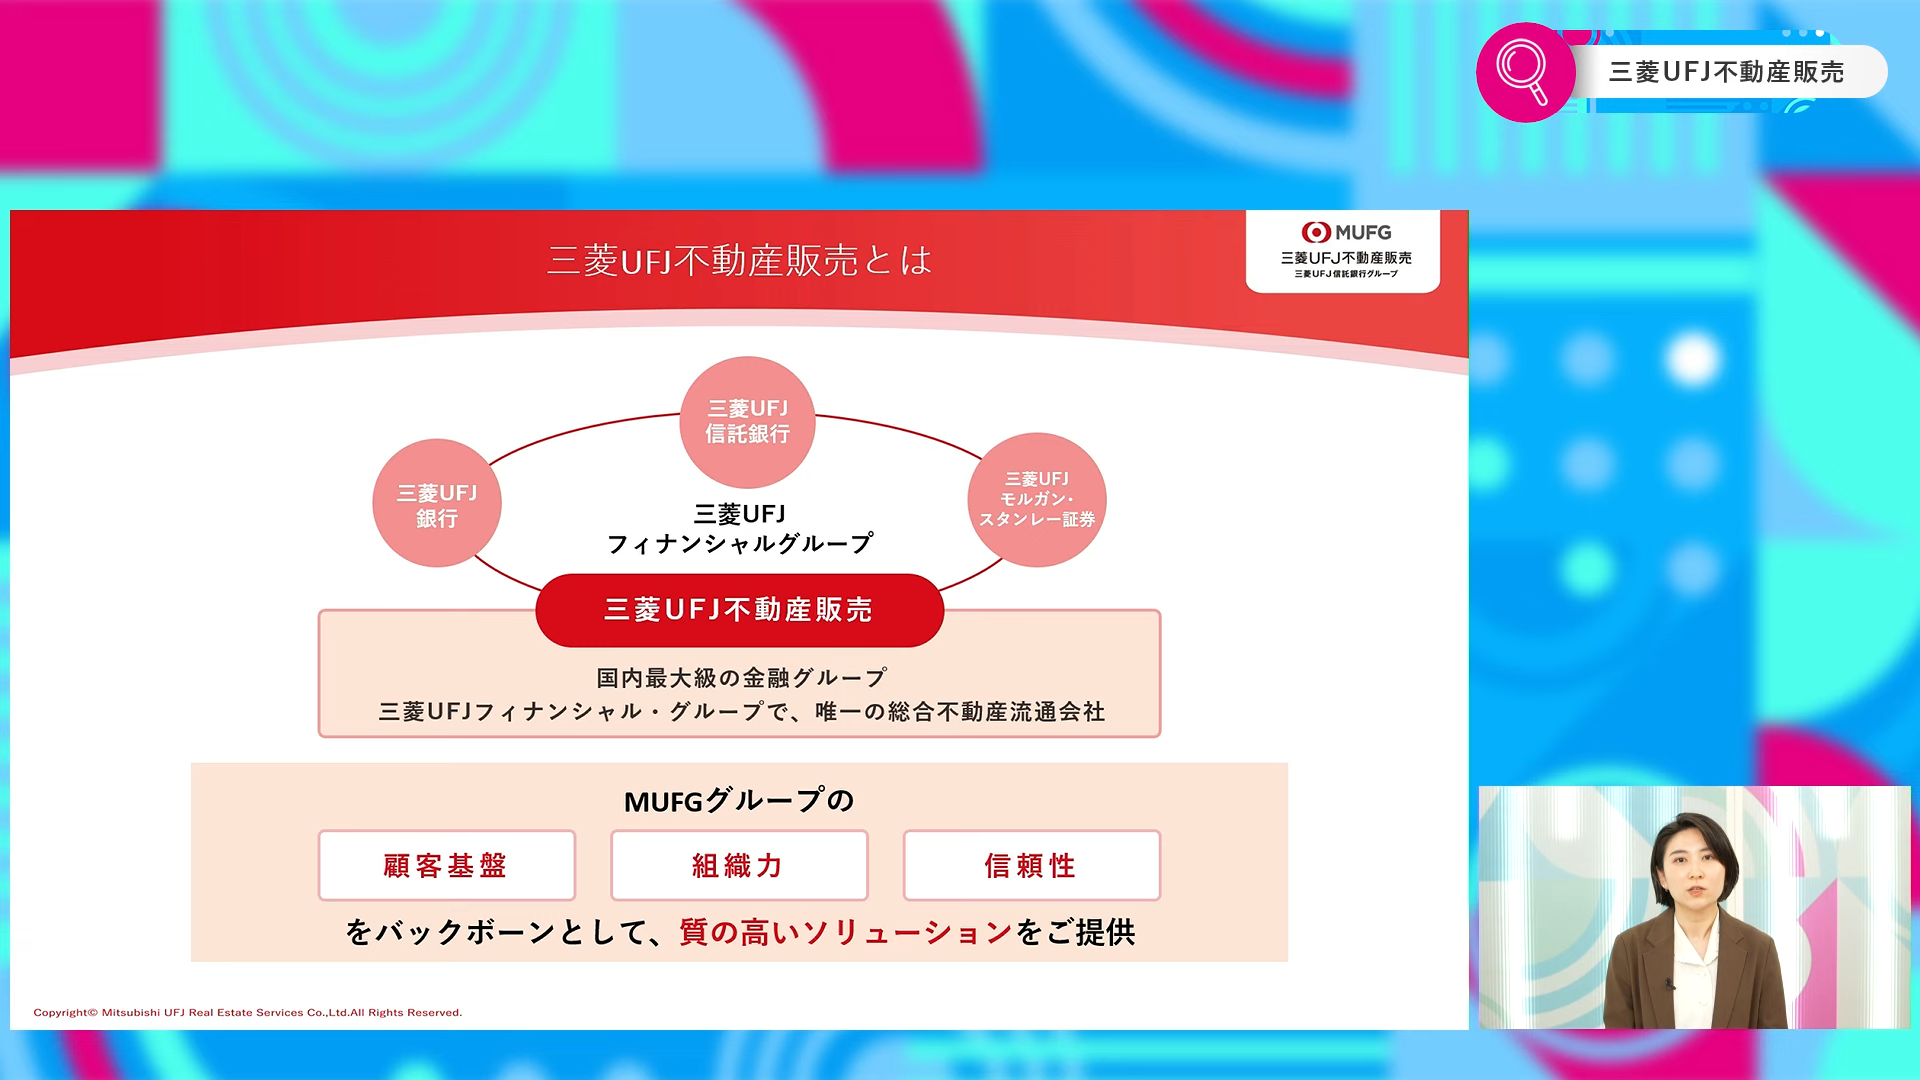 三菱UFJ不動産販売
三菱UFJ不動産販売とは
MUFG
三菱UFJ不動産販売
三菱UFJ信託銀行グループ
三菱UFJ
信託銀行
三菱UFJ
銀行
三菱UFJ
モルガン・
スタンレー証券
三菱UFJ
フィナンシャルグループ
三菱UFJ不動産販売
国内最大級の金融グループ
三菱UFJフィナンシャル・グループで、唯一の総合不動産流通会社
MUFGグループの
顧客基盤
組織力
信頼性
をバックボーンとして、質の高いソリューションをご提供
Copyright© Mitsubishi UFJ Real Estate Services Co.,Ltd.All Rights Reserved.